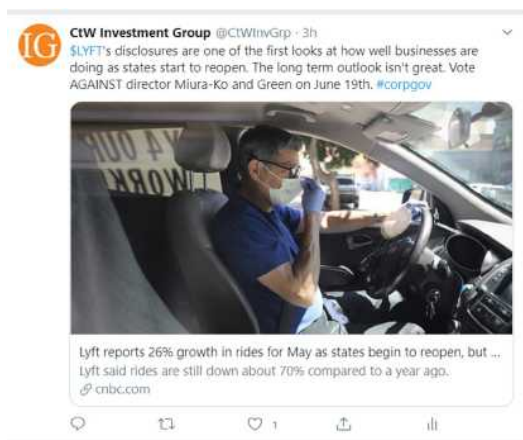 IG
CtW Investment Group @CtWInvGrp · 3h
$LYFT's disclosures are one of the first looks at how well businesses are
doing as states start to reopen. The long term outlook isn't great. Vote
AGAINST director Miura-Ko and Green on June 19th. #corpgov
Y 4 OUR
WORK
Lyft reports 26% growth in rides for May as states begin to reopen, but ...
Lyft said rides are still down about 70% compared to a year ago.
cnbc.com
1